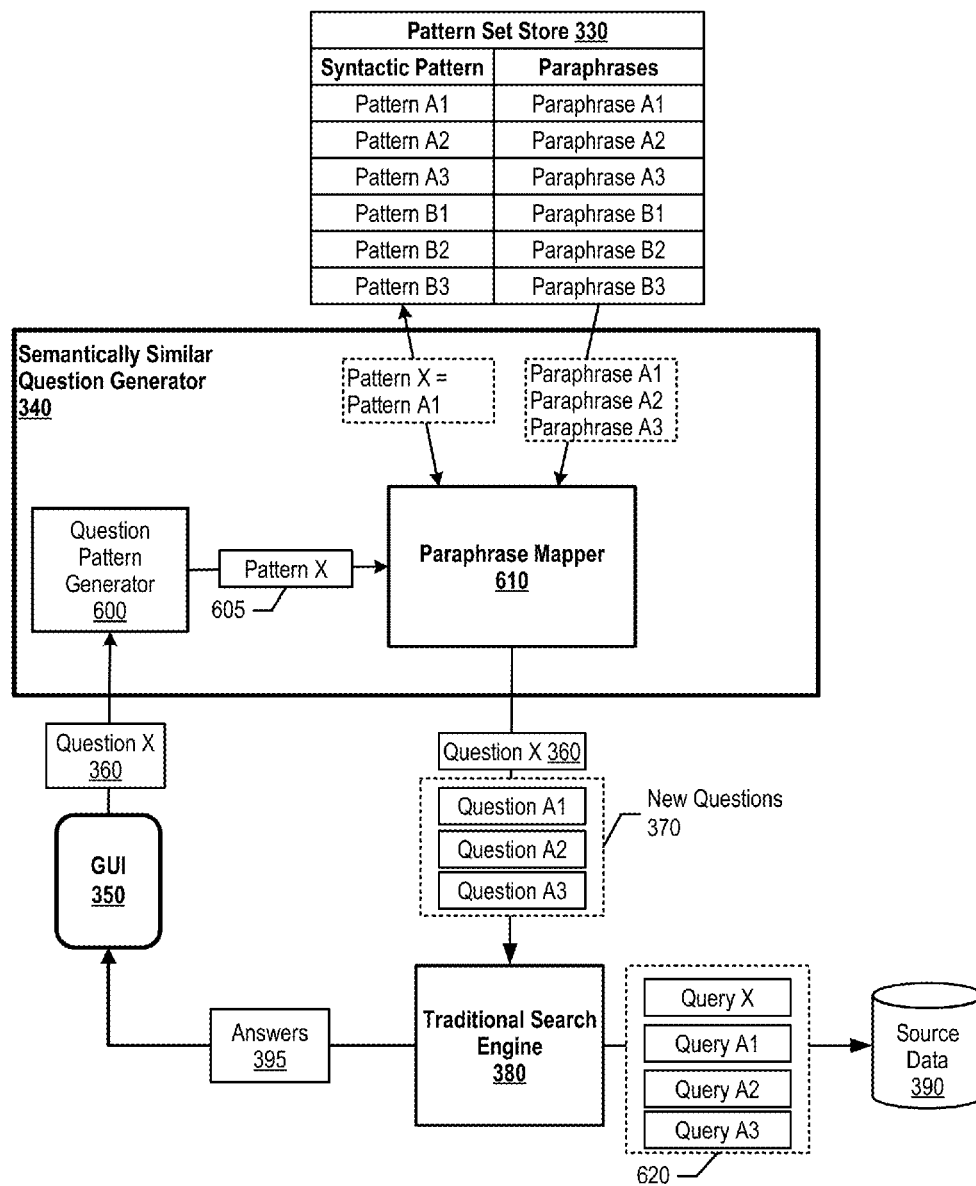 Pattern Set Store 330
Syntactic Pattern Paraphrases
Pattern A1 Paraphrase A1
Pattern A2 Paraphrase A2
Pattern A3 Paraphrase A3
Pattern B1 Paraphrase B1
Pattern B2 Paraphrase B2
Pattern B3 Paraphrase B3
Semantically Similar
Question Generator
340
Pattern X =
Pattern A1
Paraphrase A1
Paraphrase A2
Paraphrase A3
Question
Pattern
Generator
600
Pattern X
605
Paraphrase Mapper
610
Question X
360
Question X 360
Question A1
Question A2
Question A3
New Questions
370
GUI
350
Answers
395
Traditional Search
Engine
380
Query X
Query A1
Query A2
Query A3
620
Source
Data
390